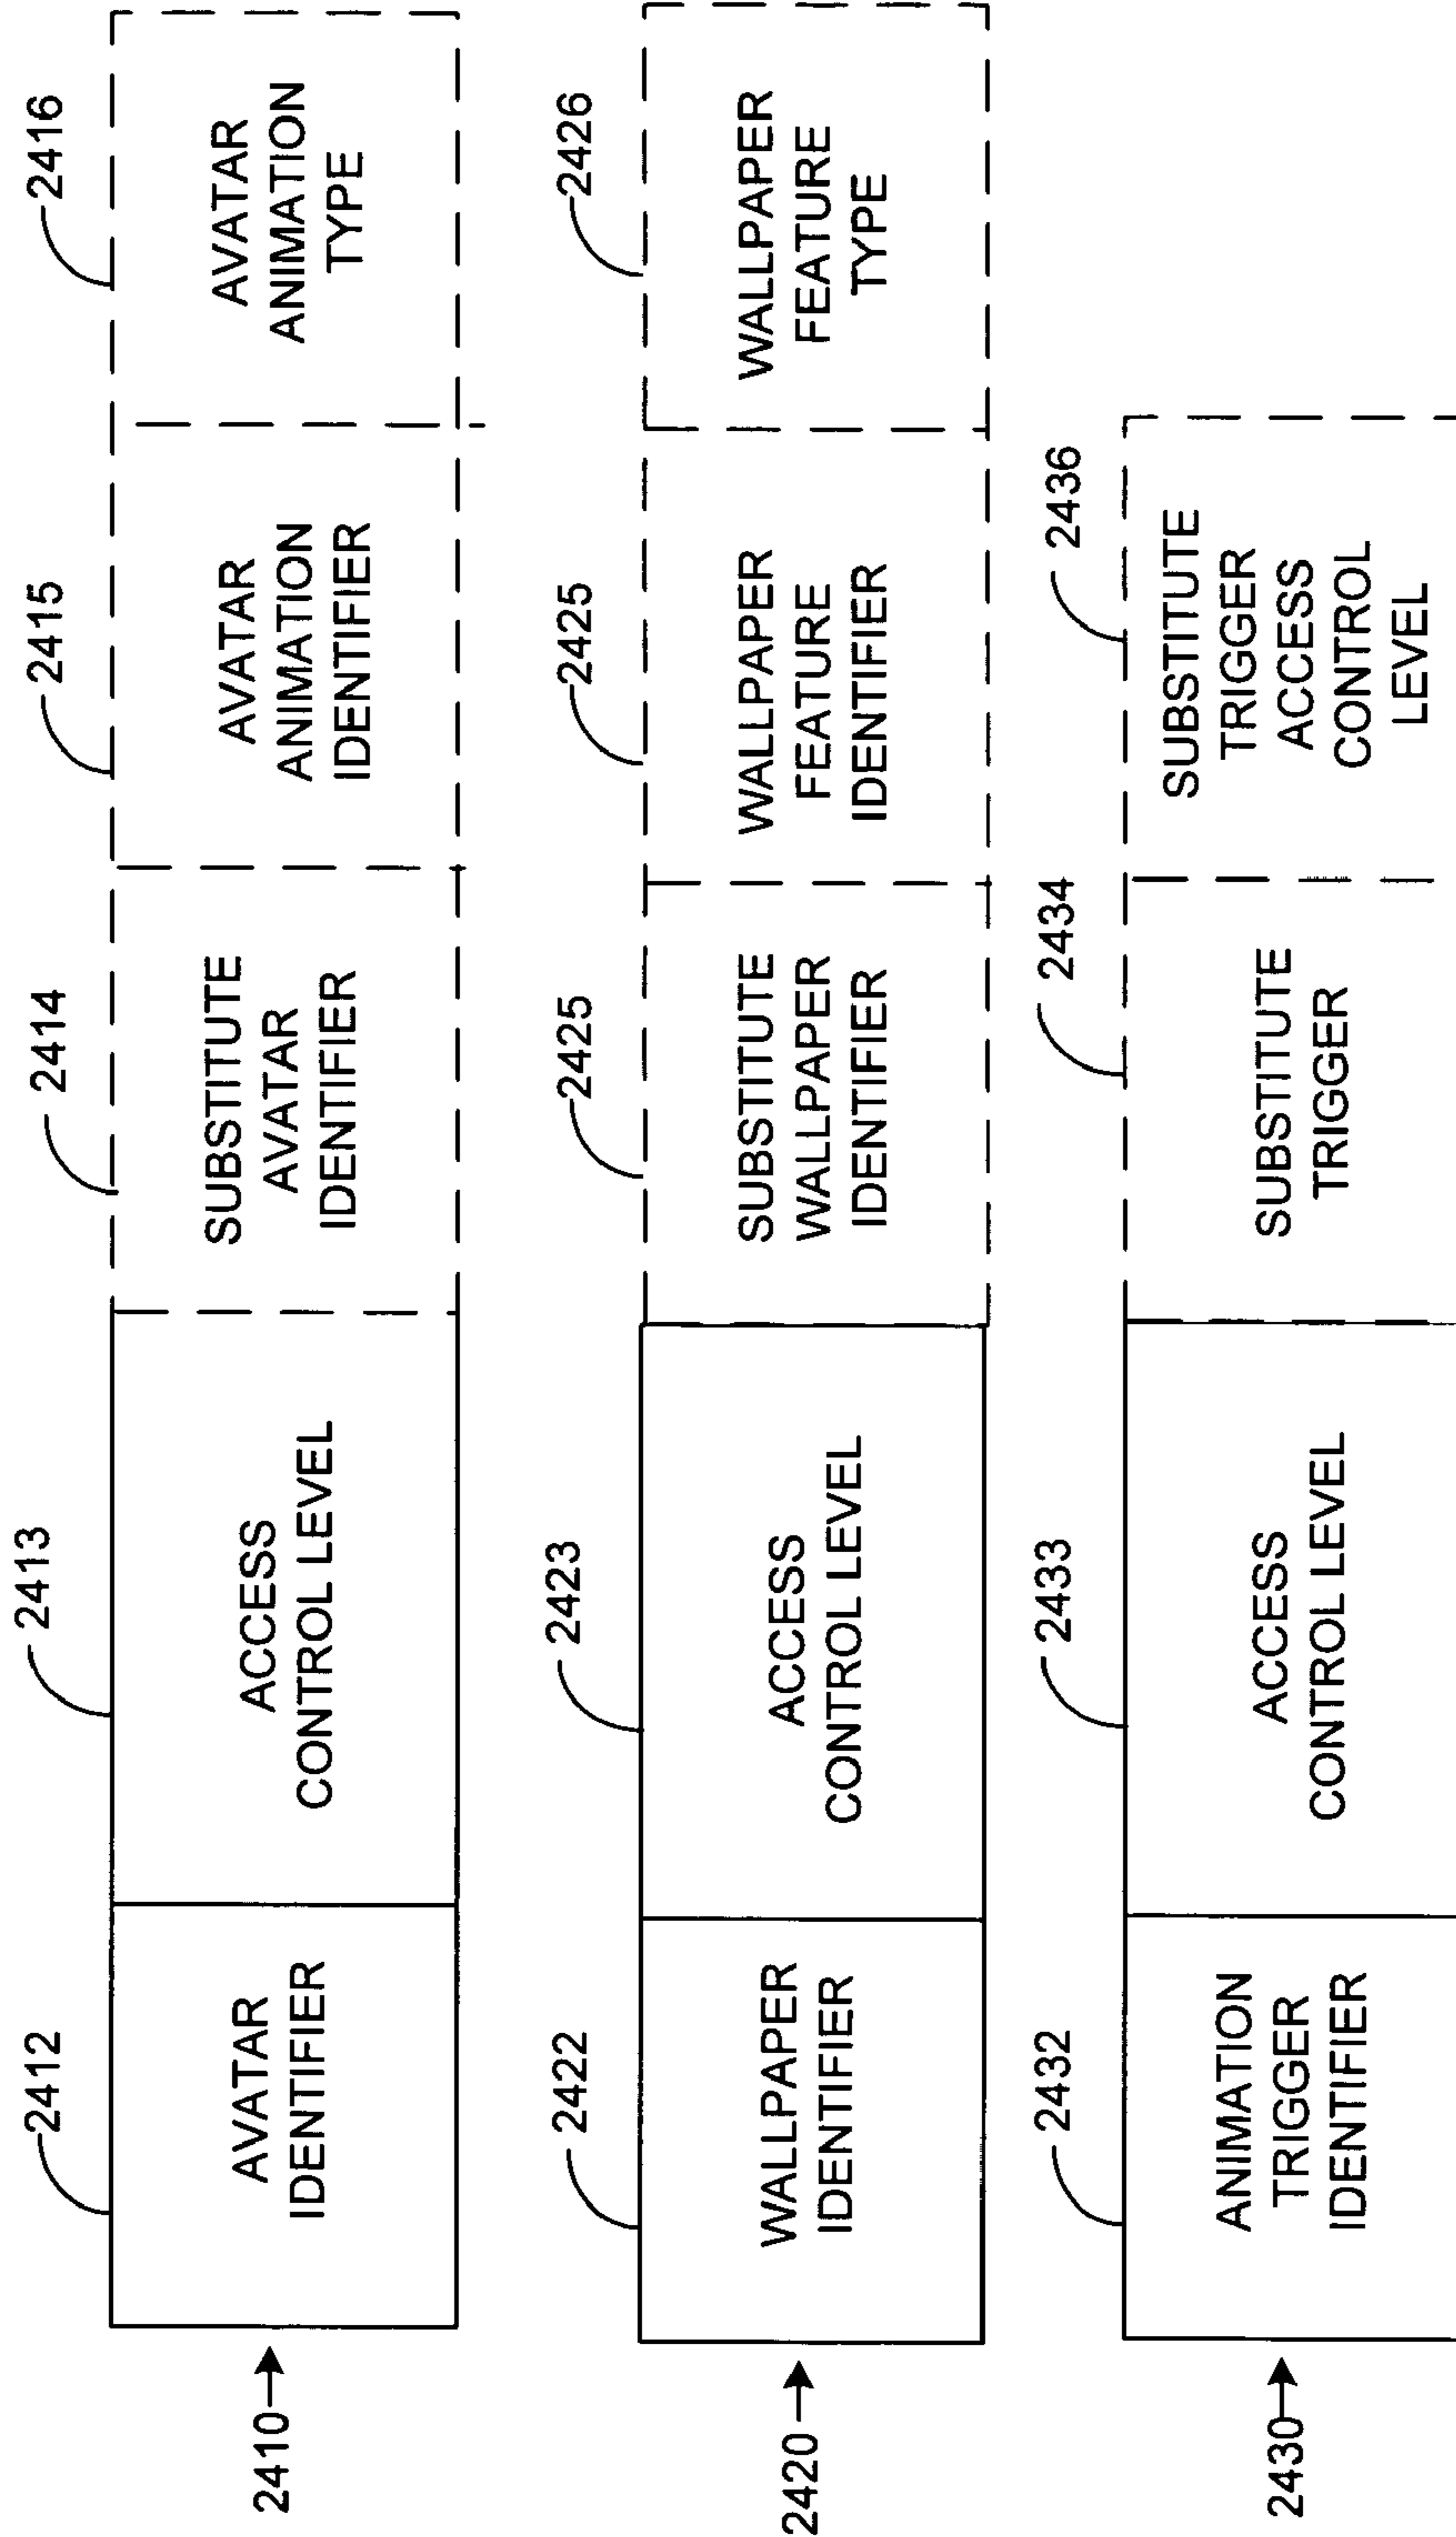 2412
2413
2414
2415
2416
2410
AVATAR
IDENTIFIER
ACCESS
CONTROL LEVEL
SUBSTITUTE
AVATAR
IDENTIFIER
AVATAR
ANIMATION
IDENTIFIER
AVATAR
ANIMATION
TYPE
2422
2423
2425
2425
2426
2420
WALLPAPER
IDENTIFIER
ACCESS
CONTROL LEVEL
SUBSTITUTE
WALLPAPER
IDENTIFIER
WALLPAPER
FEATURE
IDENTIFIER
WALLPAPER
FEATURE
TYPE
2432
2433
2434
2436
2430
ANIMATION
TRIGGER
IDENTIFIER
ACCESS
CONTROL LEVEL
SUBSTITUTE
TRIGGER
SUBSTITUTE
TRIGGER
ACCESS
CONTROL
LEVEL